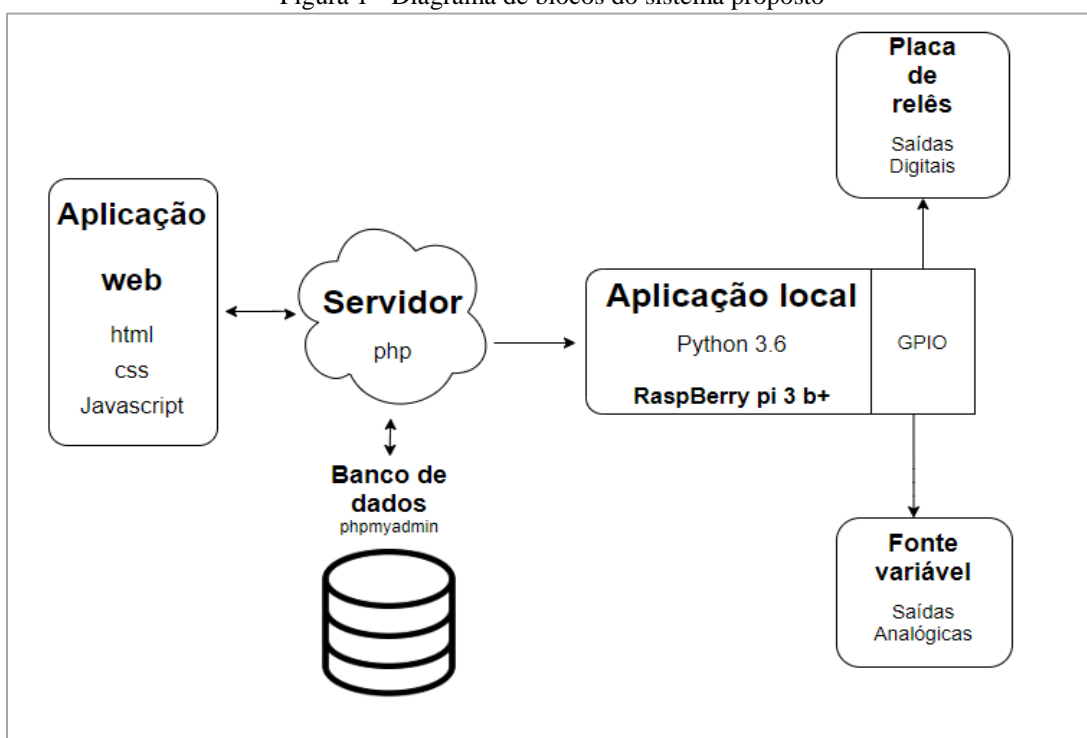 Figura 1 - Diagrama de blocos do sistema proposto
Placa
de
relês
Saídas
Digitais
Aplicação
web
html
css
Javascript
Servidor
php
Aplicação local
Python 3.6
RaspBerry pi 3 b+
GPIO
Banco de
dados
phpmyadmin
Fonte
variável
Saídas
Analógicas